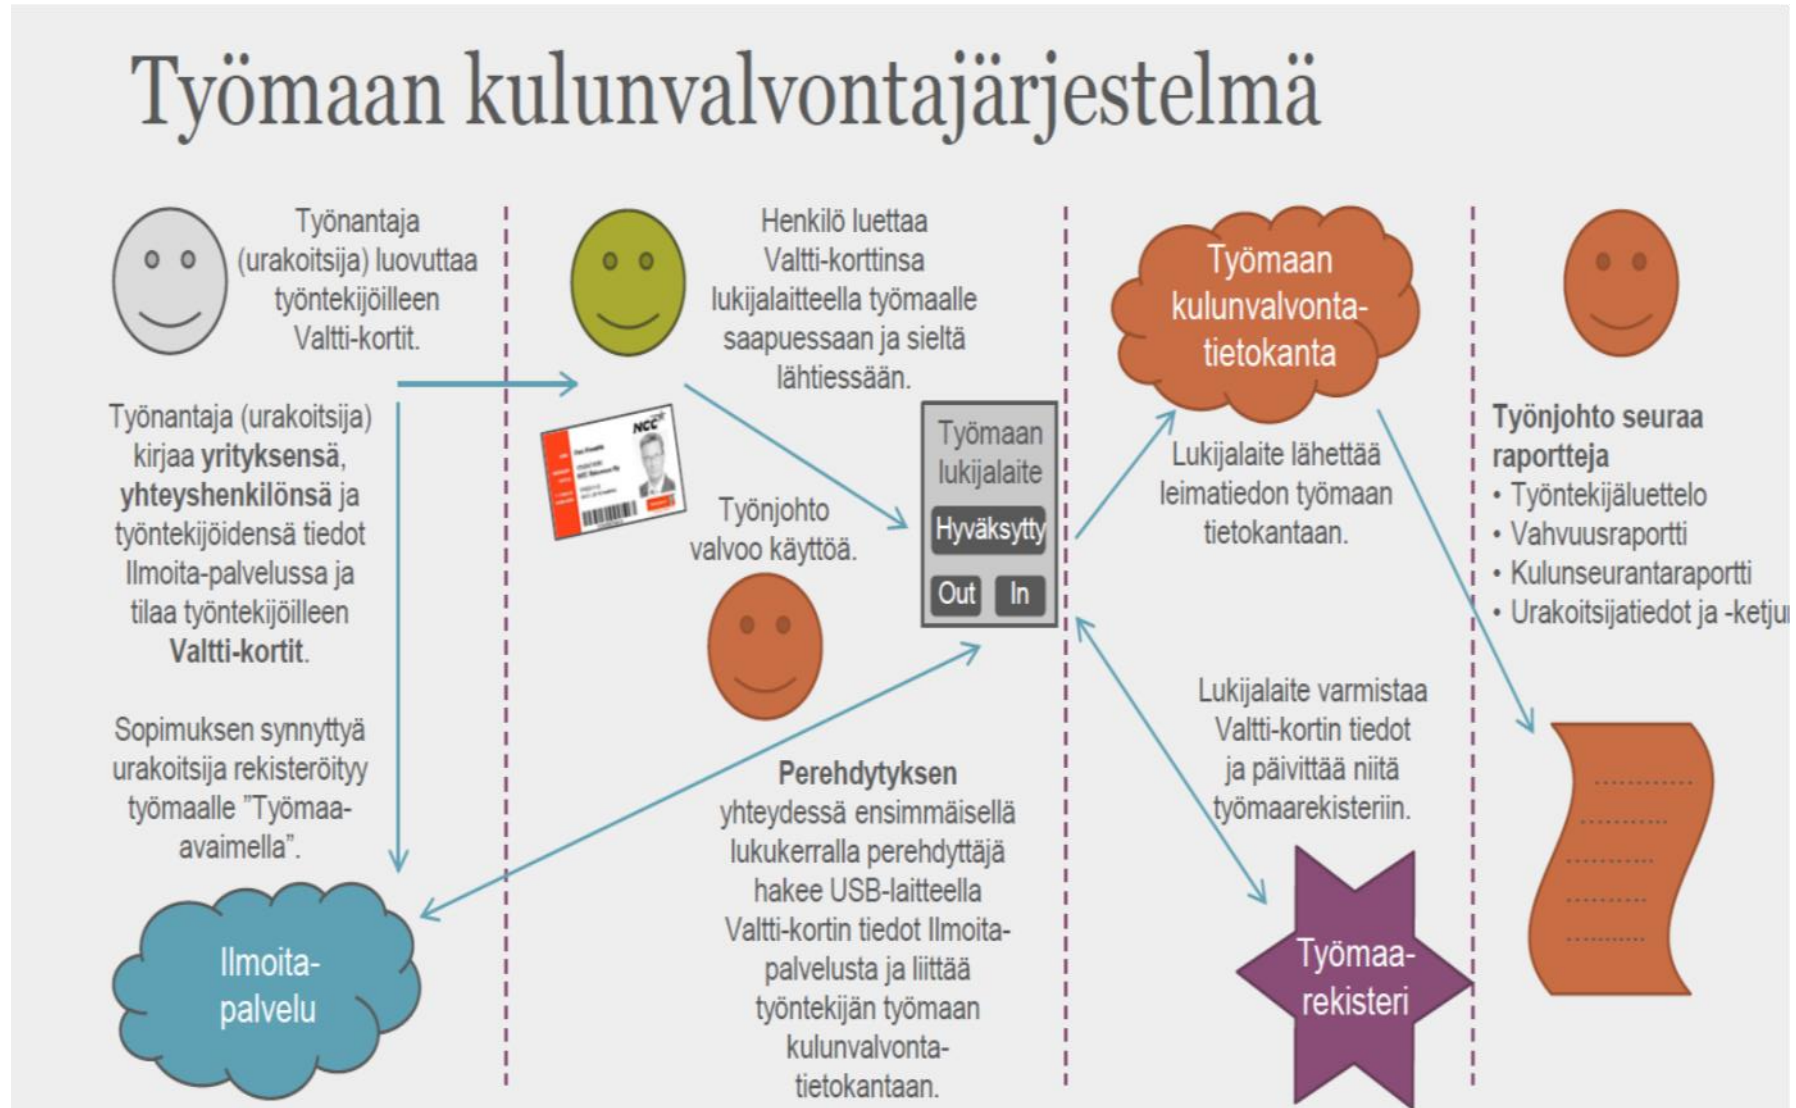 Työmaan kulunvalvontajärjestelmä
Työnantaja
(urakoitsija) luovuttaa
työntekijöilleen
Valtti-kortit.
Työnantaja (urakoitsija)
kirjaa yrityksensä,
yhteyshenkilönsä ja
työntekijöidensä tiedot
Ilmoita-palvelussa ja
tilaa työntekijöilleen
Valtti-kortit.
Sopimuksen synnyttyä
urakoitsija rekisteröityy
työmaalle ”Työmaa-
avaimella”.
Ilmoita-
palvelu
Henkilö luettaa
Valtti-korttinsa
lukijalaitteella työmaalle
saapuessaan ja sieltä
lähtiessään.
NCC
Työnjohto
valvoo käyttöä.
Työmaan
lukijalaite
Hyväksytty
Out In
Perehdytyksen
yhteydessä ensimmäisellä
lukukerralla perehdyttäjä
hakee USB-laitteella
Valtti-kortin tiedot Ilmoita-
palvelusta ja liittää
työntekijän työmaan
kulunvalvonta-
tietokantaan.
Työmaan
kulunvalvonta-
tietokanta
Lukijalaite lähettää
leimatiedon työmaan
tietokantaan.
Lukijalaite varmistaa
Valtti-kortin tiedot
ja päivittää niitä
työmaarekisteriin.
Työmaa-
rekisteri
Työnjohto seuraa
raportteja
• Työntekijäluettelo
• Vahvuusraportti
• Kulunseurantaraportti
• Urakoitsijatiedot ja